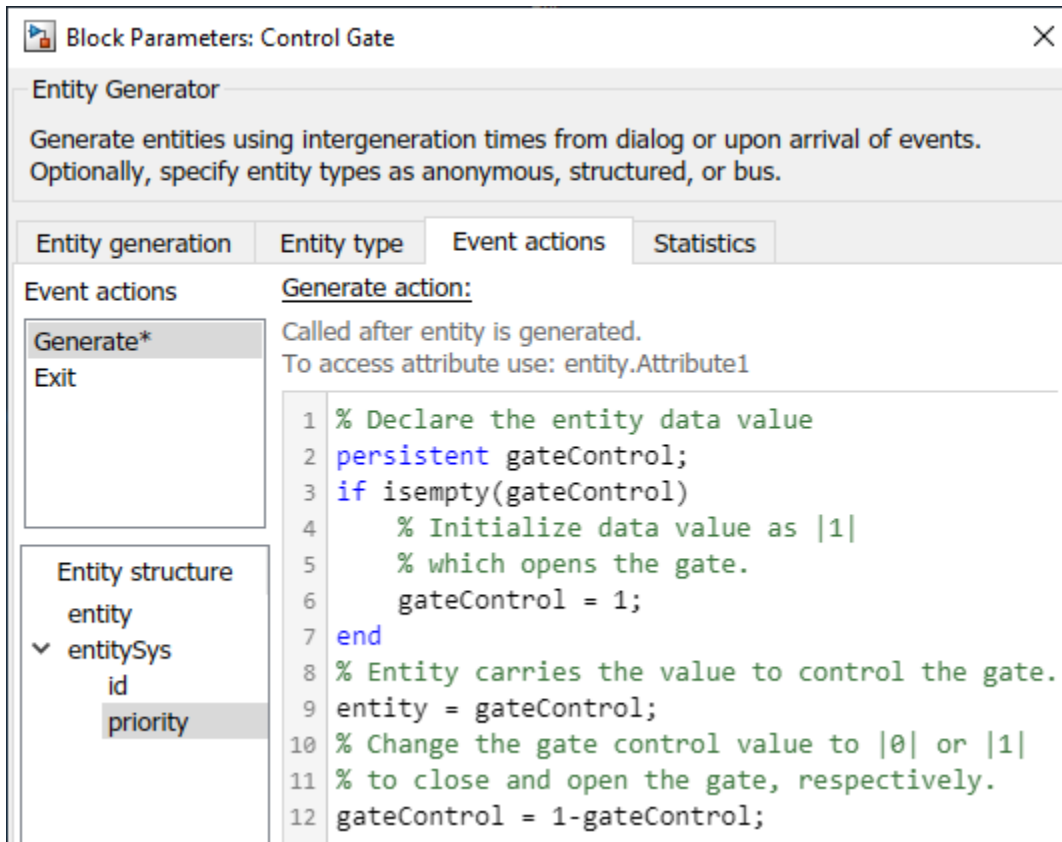 Block Parameters: Control Gate
Entity Generator
Generate entities using intergeneration times from dialog or upon arrival of events.
Optionally, specify entity types as anonymous, structured, or bus.
Entity generation Entity type Event actions Statistics
Event actions
Generate*
Exit
Entity structure
entity
entitySys
id
priority
Generate action:
Called after entity is generated.
To access attribute use: entity.Attribute1
1 % Declare the entity data value
2 persistent gateControl;
3 if isempty(gateControl)
4 % Initialize data value as |1|
5 % which opens the gate.
6 gateControl = 1;
7 end
8 % Entity carries the value to control the gate.
9 entity = gateControl;
10 % Change the gate control value to |0| or |1|
11 % to close and open the gate, respectively.
12 gateControl = 1-gateControl;